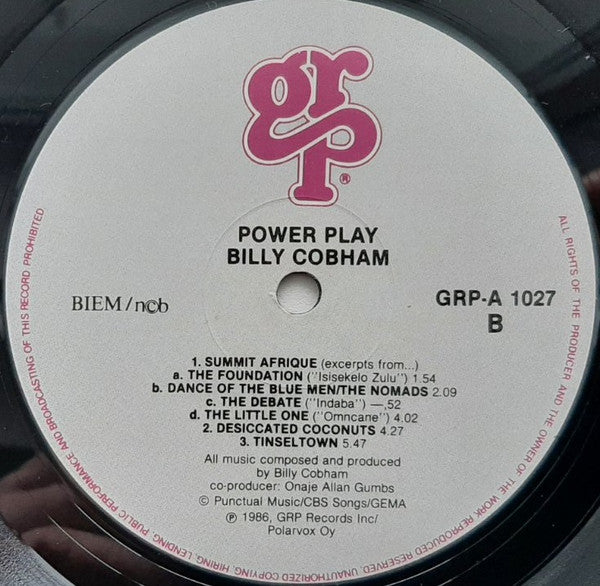 grp®
POWER PLAY
BILLY COBHAM
BIEM/n©b
GRP-A 1027
B
1. SUMMIT AFRIQUE (excerpts from...)
a. THE FOUNDATION ("Isisekelo Zulu") 1.54
b. DANCE OF THE BLUE MEN/THE NOMADS 2.09
c. THE DEBATE ("Indaba") —,52
d. THE LITTLE ONE ("Omncane") 4.02
2. DESICCATED COCONUTS 4.27
3. TINSELTOWN 5.47
All music composed and produced
by Billy Cobham
co-producer: Onaje Allan Gumbs
© Punctual Music/CBS Songs/GEMA
℗ 1986, GRP Records Inc/
Polarvox Oy
ALL RIGHTS OF THE PRODUCER AND THE OWNER OF THE WORK REPRODUCED RESERVED. UNAUTHORIZED COPYING, HIRING, LENDING, PUBLIC PERFORMANCE AND BROADCASTING OF THIS RECORD PROHIBITED